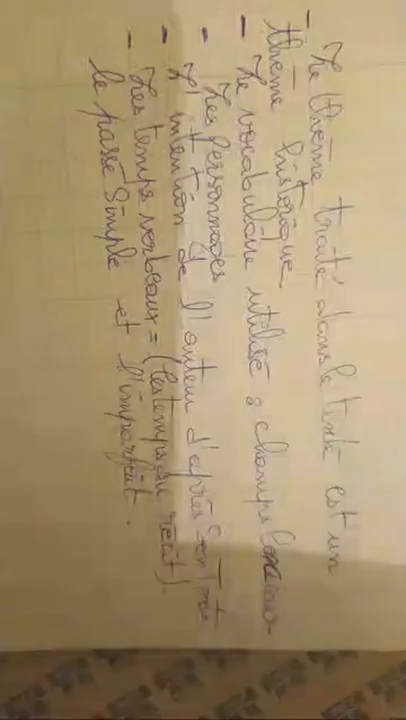 - Le thème traité dans le texte est un
thème historique
- Le vocabulaire utilisé : champs lexicaux.
- Les personnages
- L'intention de l'auteur d'après son texte
- Les temps verbaux = (les temps du récit).
le passé simple et l'imparfait.